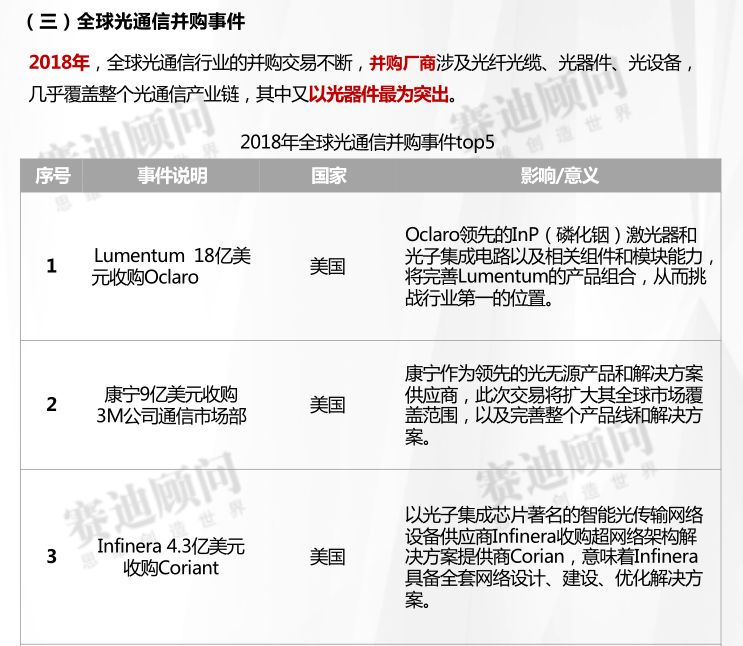 （三）全球光通信并购事件
2018年，全球光通信行业的并购交易不断，并购厂商涉及光纤光缆、光器件、光设备，
几乎覆盖整个光通信产业链，其中又以光器件最为突出。
2018年全球光通信并购事件top5
序号 事件说明 国家 影响/意义
1
Lumentum 18亿美
元收购Oclaro
美国
Oclaro领先的InP（磷化铟）激光器和
光子集成电路以及相关组件和模块能力，
将完善Lumentum的产品组合，从而挑
战行业第一的位置。
2
康宁9亿美元收购
3M公司通信市场部
美国
康宁作为领先的光无源产品和解决方案
供应商，此次交易将扩大其全球市场覆
盖范围，以及完善整个产品线和解决方
案。
3
Infinera 4.3亿美元
收购Coriant
美国
以光子集成芯片著名的智能光传输网络
设备供应商Infinera收购超网络架构解
决方案提供商Corian，意味着Infinera
具备全套网络设计、建设、优化解决方
案。
赛迪顾问
思维创造世界
赛迪顾问
思维创造世界
赛迪顾问
思维创造世界
赛迪顾问
思维创造世界